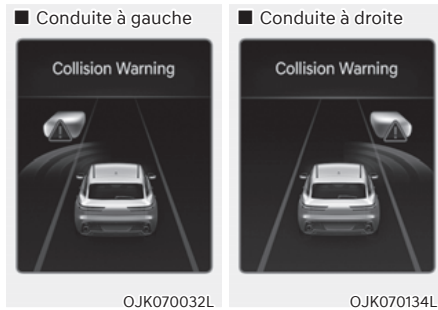 ■ Conduite à gauche
Collision Warning
OJK070032L
■ Conduite à droite
Collision Warning
OJK070134L